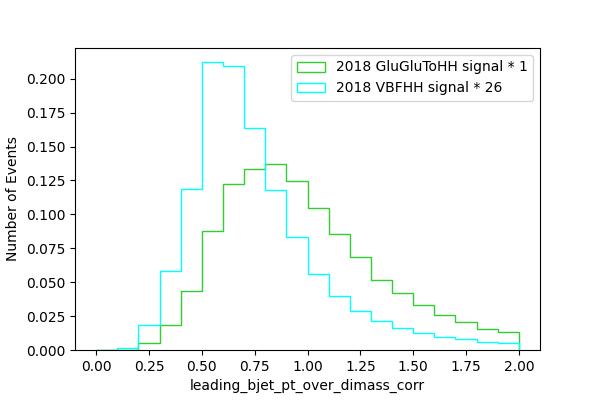 2018 GluGluToHH signal * 1
2018 VBFHH signal * 26
Number of Events
0.200
0.175
0.150
0.125
0.100
0.075
0.050
0.025
0.000
0.00 0.25 0.50 0.75 1.00 1.25 1.50 1.75 2.00
leading_bjet_pt_over_dimass_corr